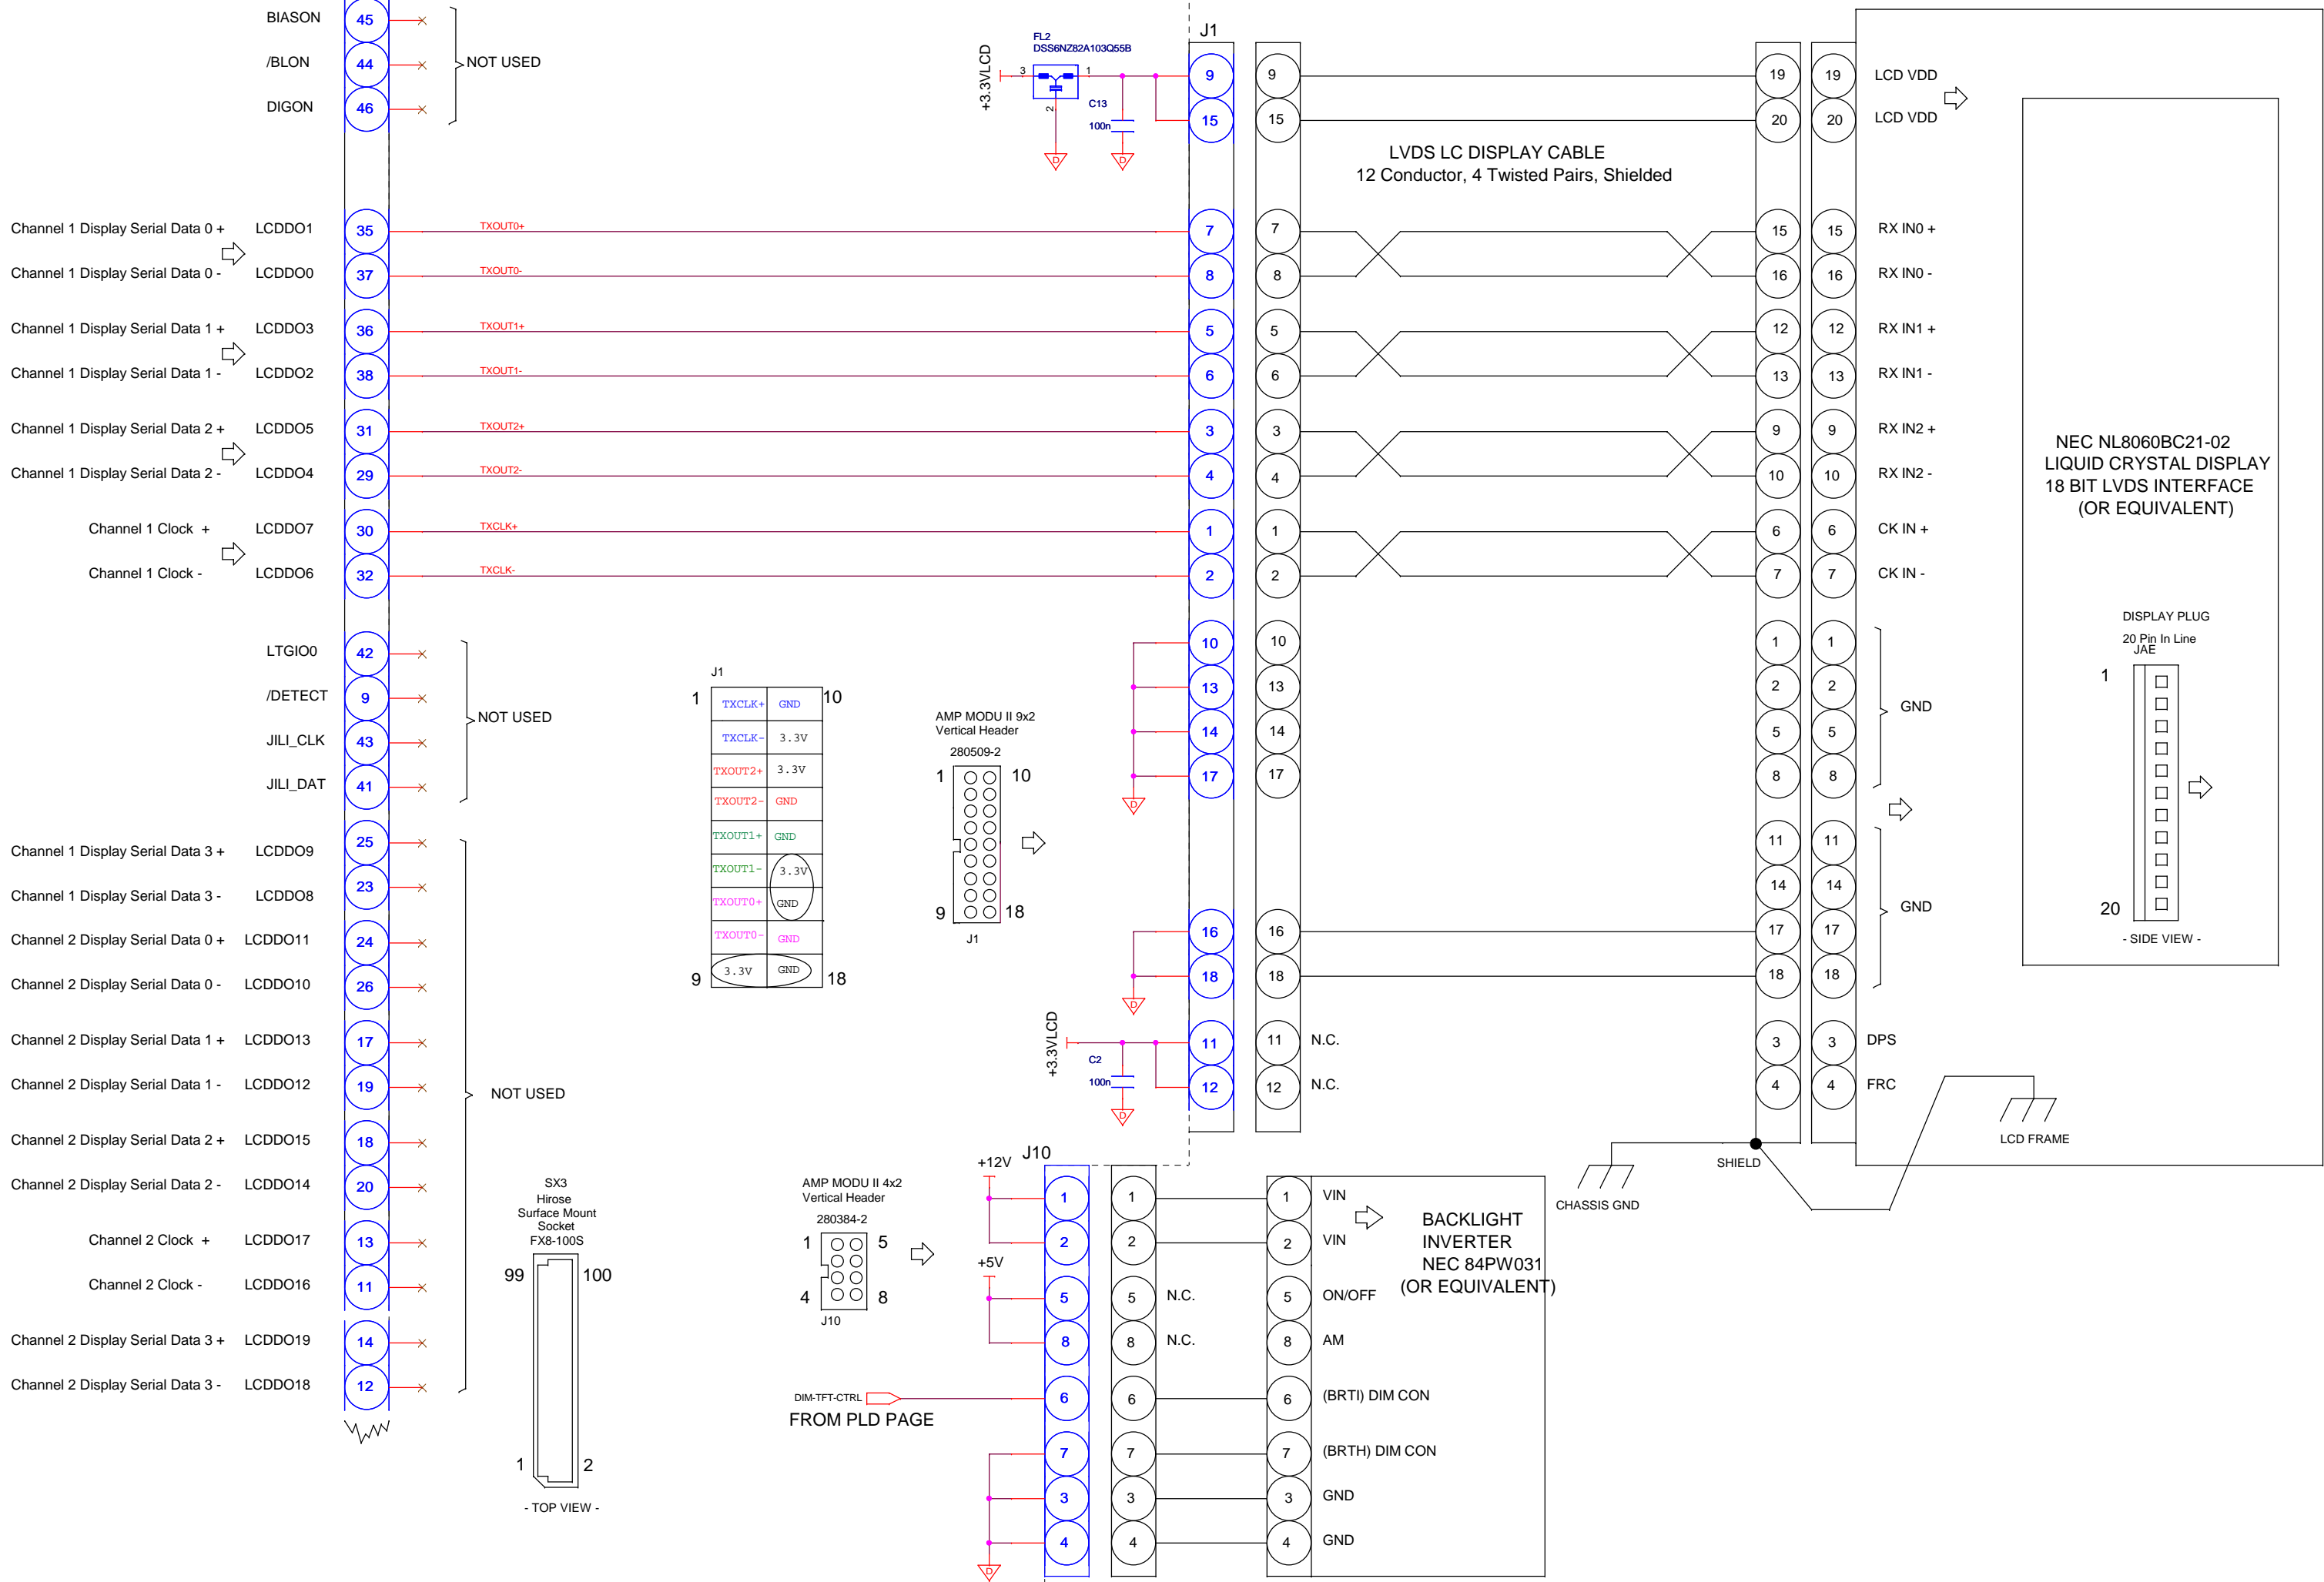 BIASON 45
/BLON 44 NOT USED
DIGON 46
Channel 1 Display Serial Data 0 + LCDDO1 35 TXOUT0+
Channel 1 Display Serial Data 0 - LCDDO0 37 TXOUT0-
Channel 1 Display Serial Data 1 + LCDDO3 36 TXOUT1+
Channel 1 Display Serial Data 1 - LCDDO2 38 TXOUT1-
Channel 1 Display Serial Data 2 + LCDDO5 31 TXOUT2+
Channel 1 Display Serial Data 2 - LCDDO4 29 TXOUT2-
Channel 1 Clock + LCDDO7 30 TXCLK+
Channel 1 Clock - LCDDO6 32 TXCLK-
LTGIO0 42
/DETECT 9
NOT USED
JILI_CLK 43
JILI_DAT 41
Channel 1 Display Serial Data 3 + LCDDO9 25
Channel 1 Display Serial Data 3 - LCDDO8 23
Channel 2 Display Serial Data 0 + LCDDO11 24
Channel 2 Display Serial Data 0 - LCDDO10 26
Channel 2 Display Serial Data 1 + LCDDO13 17
Channel 2 Display Serial Data 1 - LCDDO12 19
NOT USED
Channel 2 Display Serial Data 2 + LCDDO15 18
Channel 2 Display Serial Data 2 - LCDDO14 20
Channel 2 Clock + LCDDO17 13
Channel 2 Clock - LCDDO16 11
Channel 2 Display Serial Data 3 + LCDDO19 14
Channel 2 Display Serial Data 3 - LCDDO18 12
SX3
Hirose
Surface Mount
Socket
FX8-100S
99 100
1 2
- TOP VIEW -
J1
1 TXCLK+ GND 10
TXCLK- 3.3V
TXOUT2+ 3.3V
TXOUT2- GND
TXOUT1+ GND
TXOUT1- 3.3V
TXOUT0+ GND
TXOUT0- GND
9 3.3V GND 18
AMP MODU II 9x2
Vertical Header
280509-2
1 10
9 18
J1
FL2
DSS6NZ82A103Q55B
+3.3VLCD
3 1
2
C13
100n
D D
J1
9 9 19 19 LCD VDD
15 15 20 20 LCD VDD
LVDS LC DISPLAY CABLE
12 Conductor, 4 Twisted Pairs, Shielded
7 7 15 15 RX IN0 +
8 8 16 16 RX IN0 -
5 5 12 12 RX IN1 +
6 6 13 13 RX IN1 -
3 3 9 9 RX IN2 +
4 4 10 10 RX IN2 -
1 1 6 6 CK IN +
2 2 7 7 CK IN -
10 10 1 1
13 13 2 2
GND
14 14 5 5
17 17 8 8
D
11 11
14 14
GND
16 16 17 17
18 18 18 18
D
+3.3VLCD
C2
100n
D
11 11 N.C. 3 3 DPS
12 12 N.C. 4 4 FRC
SHIELD
CHASSIS GND
LCD FRAME
NEC NL8060BC21-02
LIQUID CRYSTAL DISPLAY
18 BIT LVDS INTERFACE
(OR EQUIVALENT)
DISPLAY PLUG
20 Pin In Line
JAE
1
20
- SIDE VIEW -
AMP MODU II 4x2
Vertical Header
280384-2
1 5
4 8
J10
J10
+12V
1 1 1 VIN
2 2 2 VIN
+5V
5 5 N.C. 5 ON/OFF
8 8 N.C. 8 AM
DIM-TFT-CTRL 6 6 6 (BRTI) DIM CON
FROM PLD PAGE
7 7 7 (BRTH) DIM CON
3 3 3 GND
4 4 4 GND
D
BACKLIGHT
INVERTER
NEC 84PW031
(OR EQUIVALENT)